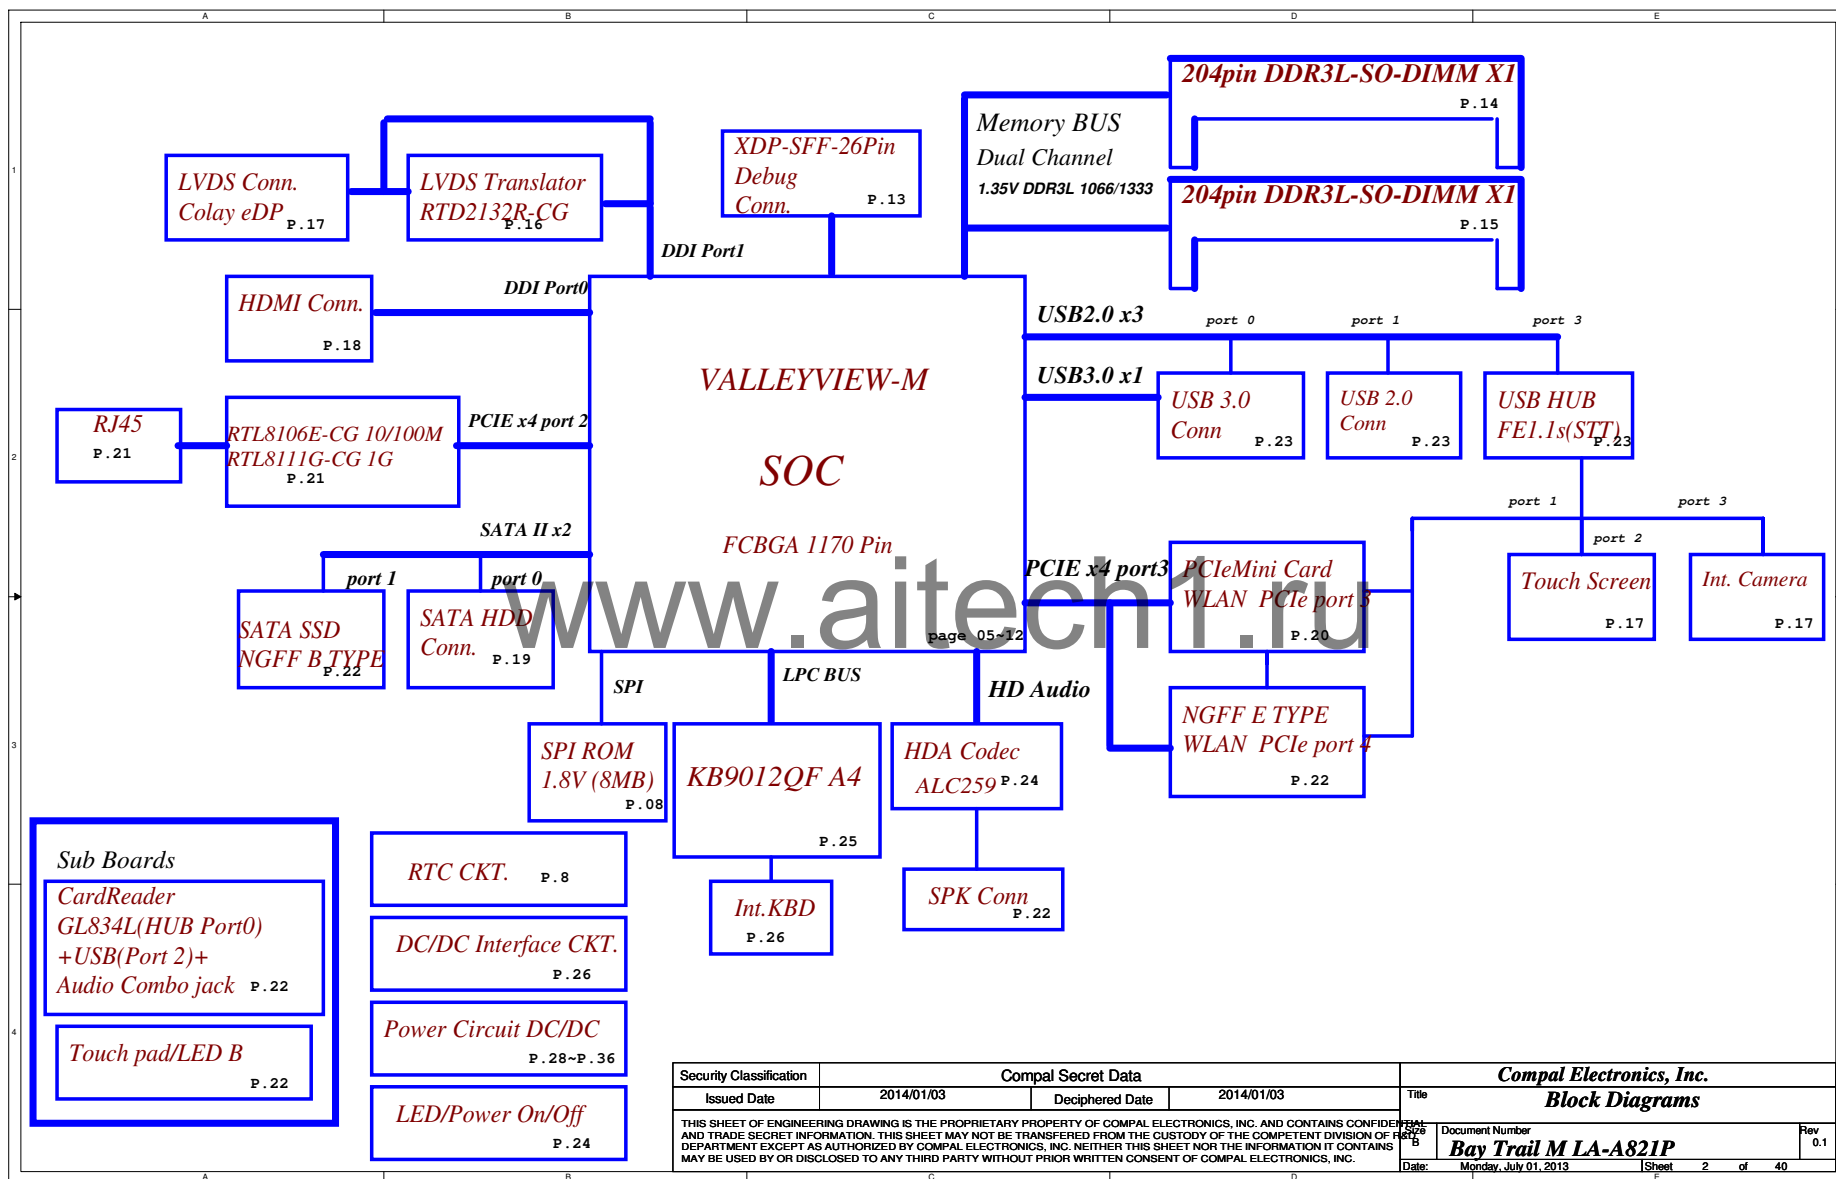 A B C D E
1
2
3
4
204pin DDR3L-SO-DIMM X1
P.14
Memory BUS
Dual Channel
1.35V DDR3L 1066/1333
204pin DDR3L-SO-DIMM X1
P.15
XDP-SFF-26Pin
Debug
Conn.
P.13
LVDS Conn.
Colay eDP
P.17
LVDS Translator
RTD2132R-CG
P.16
DDI Port1
DDI Port0
HDMI Conn.
P.18
USB2.0 x3
port 0
port 1
port 3
USB3.0 x1
USB 3.0
Conn
P.23
USB 2.0
Conn
P.23
USB HUB
FE1.1s(STT)
P.23
VALLEYVIEW-M
SOC
FCBGA 1170 Pin
page 05~12
RJ45
P.21
RTL8106E-CG 10/100M
RTL8111G-CG 1G
P.21
PCIE x4 port 2
SATA II x2
port 1
port 0
SATA SSD
NGFF B TYPE
P.22
SATA HDD
Conn.
P.19
port 1
port 3
port 2
PCIE x4 port3
PCIeMini Card
WLAN PCIe port 3
P.20
Touch Screen
P.17
Int. Camera
P.17
www.aitech1.ru
SPI
LPC BUS
HD Audio
NGFF E TYPE
WLAN PCIe port 4
P.22
SPI ROM
1.8V (8MB)
P.08
KB9012QF A4
P.25
HDA Codec
ALC259
P.24
Int.KBD
P.26
SPK Conn
P.22
Sub Boards
CardReader
GL834L(HUB Port0)
+USB(Port 2)+
Audio Combo jack
P.22
Touch pad/LED B
P.22
RTC CKT.
P.8
DC/DC Interface CKT.
P.26
Power Circuit DC/DC
P.28~P.36
LED/Power On/Off
P.24
Security Classification
Compal Secret Data
Issued Date
2014/01/03
Deciphered Date
2014/01/03
THIS SHEET OF ENGINEERING DRAWING IS THE PROPRIETARY PROPERTY OF COMPAL ELECTRONICS, INC. AND CONTAINS CONFIDENTIAL
AND TRADE SECRET INFORMATION. THIS SHEET MAY NOT BE TRANSFERED FROM THE CUSTODY OF THE COMPETENT DIVISION OF R&D
DEPARTMENT EXCEPT AS AUTHORIZED BY COMPAL ELECTRONICS, INC. NEITHER THIS SHEET NOR THE INFORMATION IT CONTAINS
MAY BE USED BY OR DISCLOSED TO ANY THIRD PARTY WITHOUT PRIOR WRITTEN CONSENT OF COMPAL ELECTRONICS, INC.
Compal Electronics, Inc.
Title
Block Diagrams
Size
B
Document Number
Bay Trail M LA-A821P
Rev
0.1
Date:
Monday, July 01, 2013
Sheet 2 of 40
A B C D E